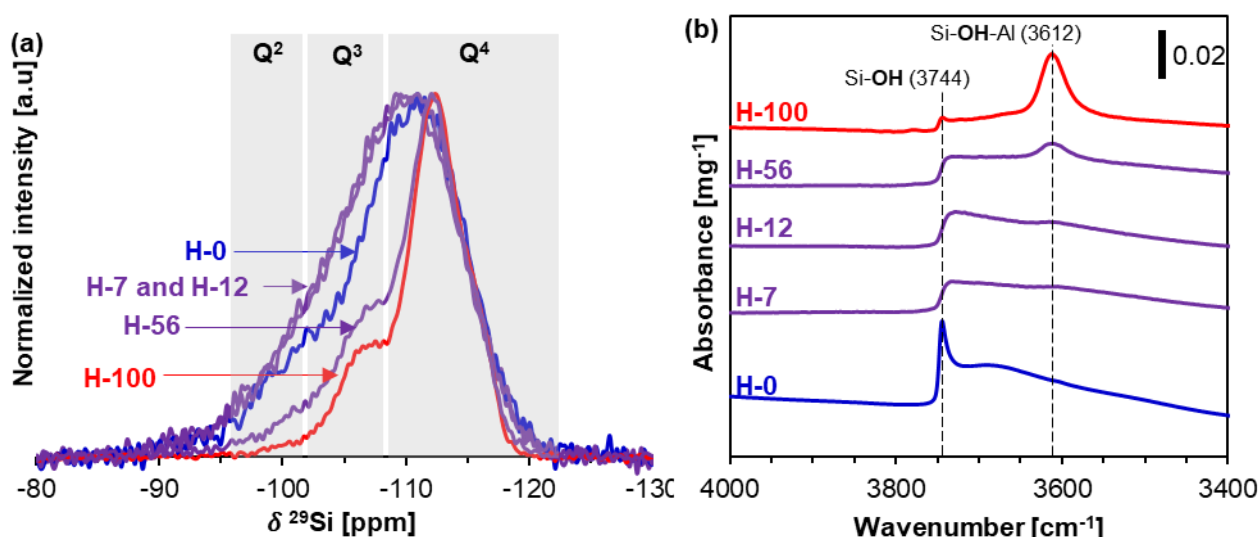 (a)
Q² Q³ Q⁴
H-0
H-7 and H-12
H-56
H-100
Normalized intensity [a.u]
-80 -90 -100 -110 -120 -130
δ ²⁹Si [ppm]
(b)
Si-OH-Al (3612)
Si-OH (3744)
0.02
H-100
H-56
H-12
H-7
H-0
Absorbance [mg⁻¹]
4000 3800 3600 3400
Wavenumber [cm⁻¹]